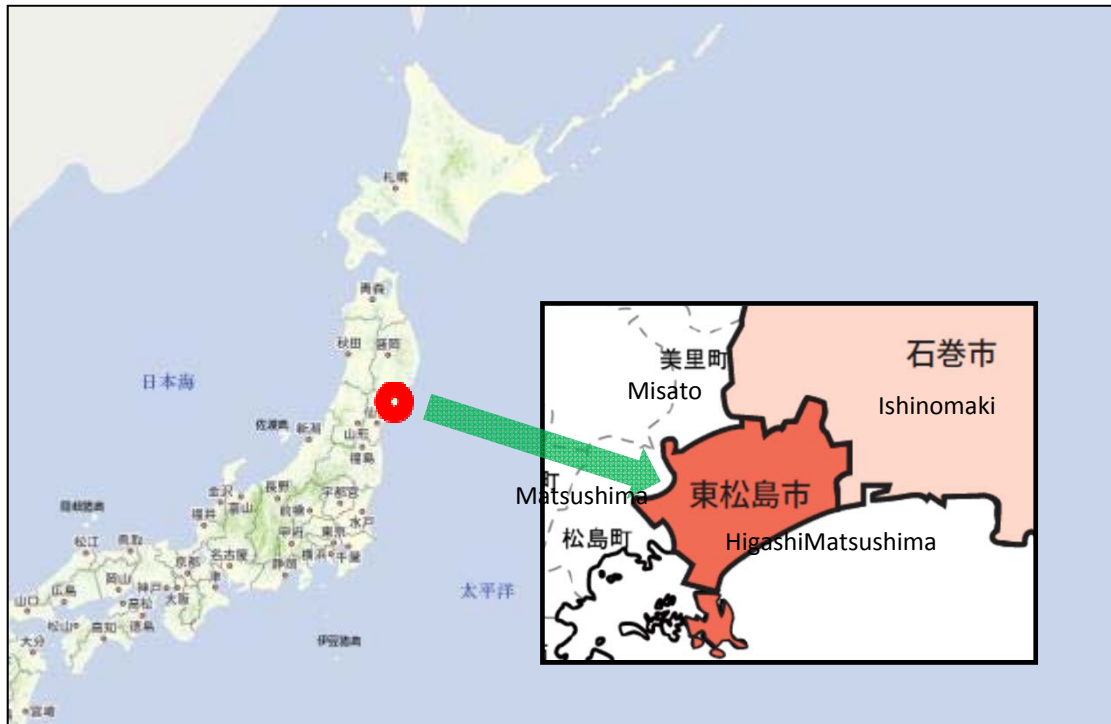 札幌
青森
秋田
盛岡
日本海
仙
佐渡島
新潟
山形
福島
金沢
富山
長野
宇都宮
福井
前橋
水戸
松江
鳥取
甲府
東京
京都
名古屋
横浜
千葉
岡山
神戸
津
静岡
広島
大阪
山口
高松
松山
高知
徳島
大分
伊豆諸島
宮崎
太平洋
美里町
Misato
石巻市
Ishinomaki
町
Matsushima
東松島市
松島町
HigashiMatsushima